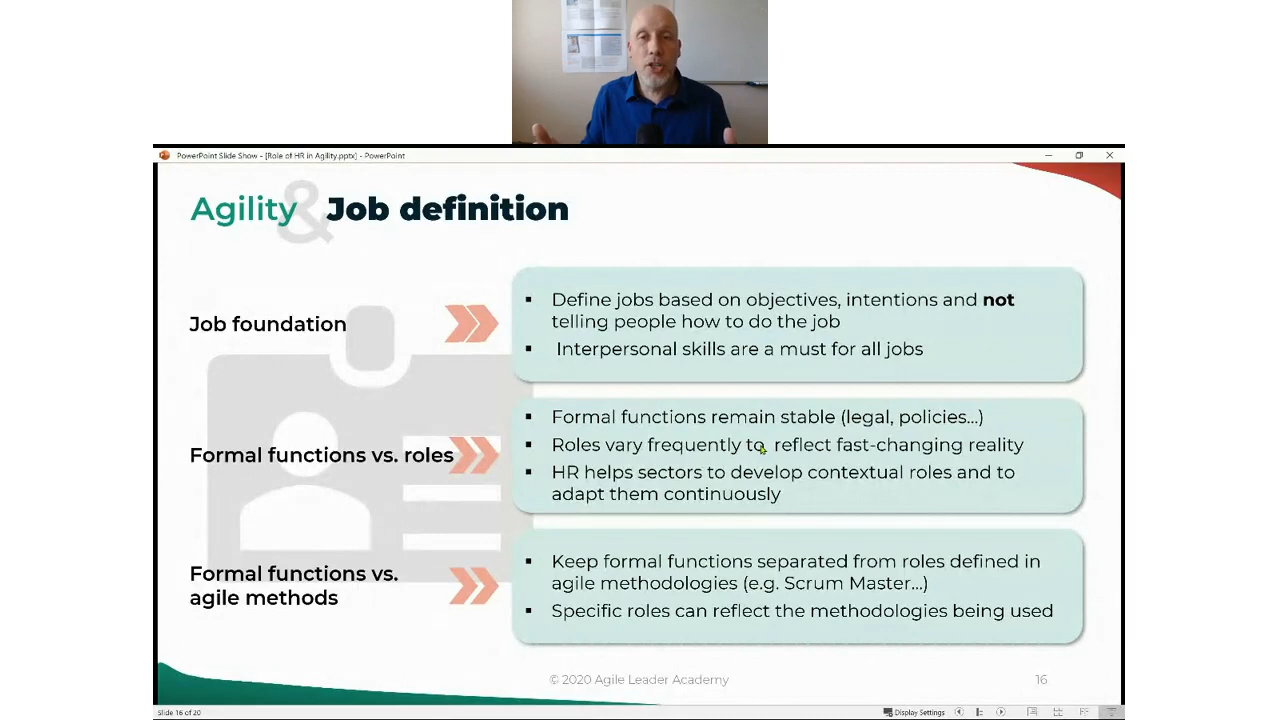 PowerPoint Slide Show - [Role of HR in Agility.pptx] - PowerPoint
Agility & Job definition
Job foundation
▪ Define jobs based on objectives, intentions and not
telling people how to do the job
▪ Interpersonal skills are a must for all jobs
Formal functions vs. roles
▪ Formal functions remain stable (legal, policies...)
▪ Roles vary frequently to reflect fast-changing reality
▪ HR helps sectors to develop contextual roles and to
adapt them continuously
Formal functions vs.
agile methods
▪ Keep formal functions separated from roles defined in
agile methodologies (e.g. Scrum Master...)
▪ Specific roles can reflect the methodologies being used
© 2020 Agile Leader Academy
16
Slide 16 of 20
Display Settings